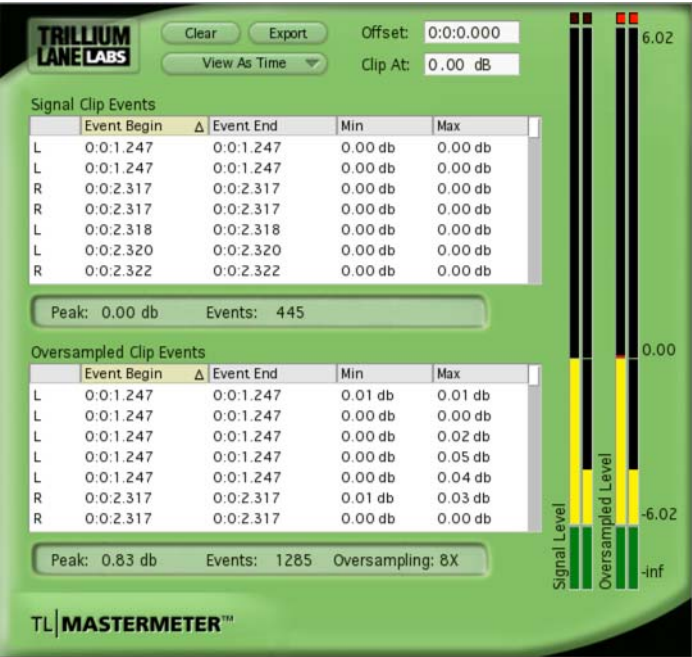 TRILLIUM
LANE LABS
Clear Export Offset: 0:0:0.000
View As Time Clip At: 0.00 dB
6.02
Signal Clip Events
Event Begin Δ Event End Min Max
L 0:0:1.247 0:0:1.247 0.00 db 0.00 db
L 0:0:1.247 0:0:1.247 0.00 db 0.00 db
R 0:0:2.317 0:0:2.317 0.00 db 0.00 db
R 0:0:2.317 0:0:2.317 0.00 db 0.00 db
L 0:0:2.318 0:0:2.318 0.00 db 0.00 db
L 0:0:2.320 0:0:2.320 0.00 db 0.00 db
R 0:0:2.322 0:0:2.322 0.00 db 0.00 db
Peak: 0.00 db Events: 445
0.00
Oversampled Clip Events
Event Begin Δ Event End Min Max
L 0:0:1.247 0:0:1.247 0.01 db 0.01 db
L 0:0:1.247 0:0:1.247 0.00 db 0.00 db
L 0:0:1.247 0:0:1.247 0.00 db 0.02 db
L 0:0:1.247 0:0:1.247 0.00 db 0.05 db
L 0:0:1.247 0:0:1.247 0.00 db 0.04 db
R 0:0:2.317 0:0:2.317 0.01 db 0.03 db
R 0:0:2.317 0:0:2.317 0.00 db 0.00 db
Peak: 0.83 db Events: 1285 Oversampling: 8X
Signal Level
Oversampled Level
-6.02
-inf
TL|MASTERMETER™